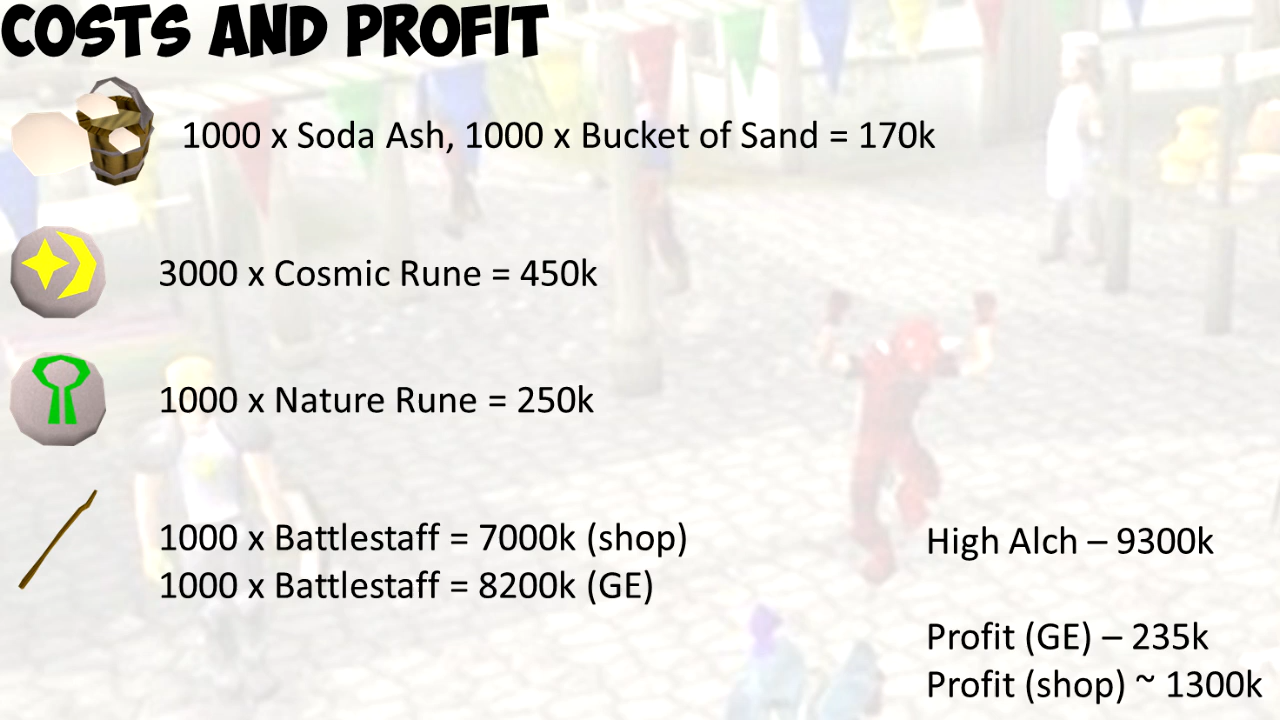 COSTS AND PROFIT
1000 x Soda Ash, 1000 x Bucket of Sand = 170k
3000 x Cosmic Rune = 450k
1000 x Nature Rune = 250k
1000 x Battlestaff = 7000k (shop)
1000 x Battlestaff = 8200k (GE)
High Alch – 9300k
Profit (GE) – 235k
Profit (shop) ~ 1300k